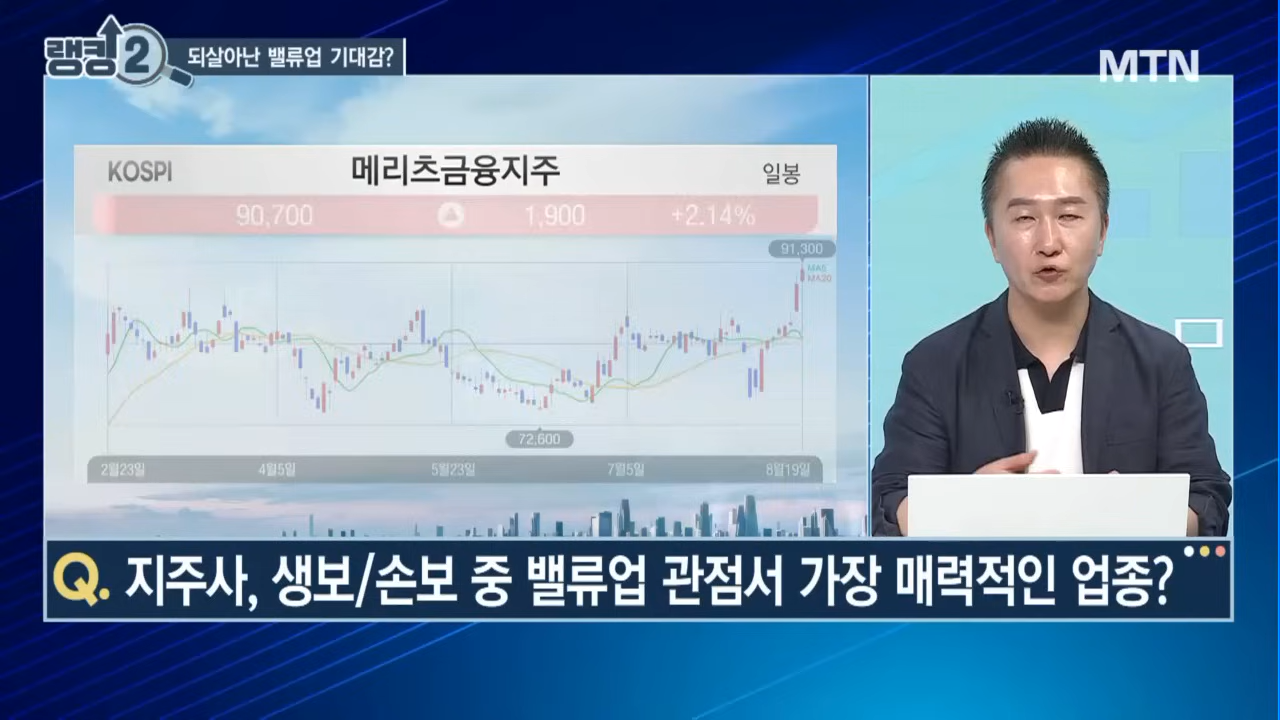 랭킹2
되살아난 밸류업 기대감?
MTN
KOSPI
메리츠금융지주
일봉
90,700 ▲ 1,900 +2.14%
91,300
MA5
MA20
72,600
2월23일 4월5일 5월23일 7월5일 8월19일
Q. 지주사, 생보/손보 중 밸류업 관점서 가장 매력적인 업종?